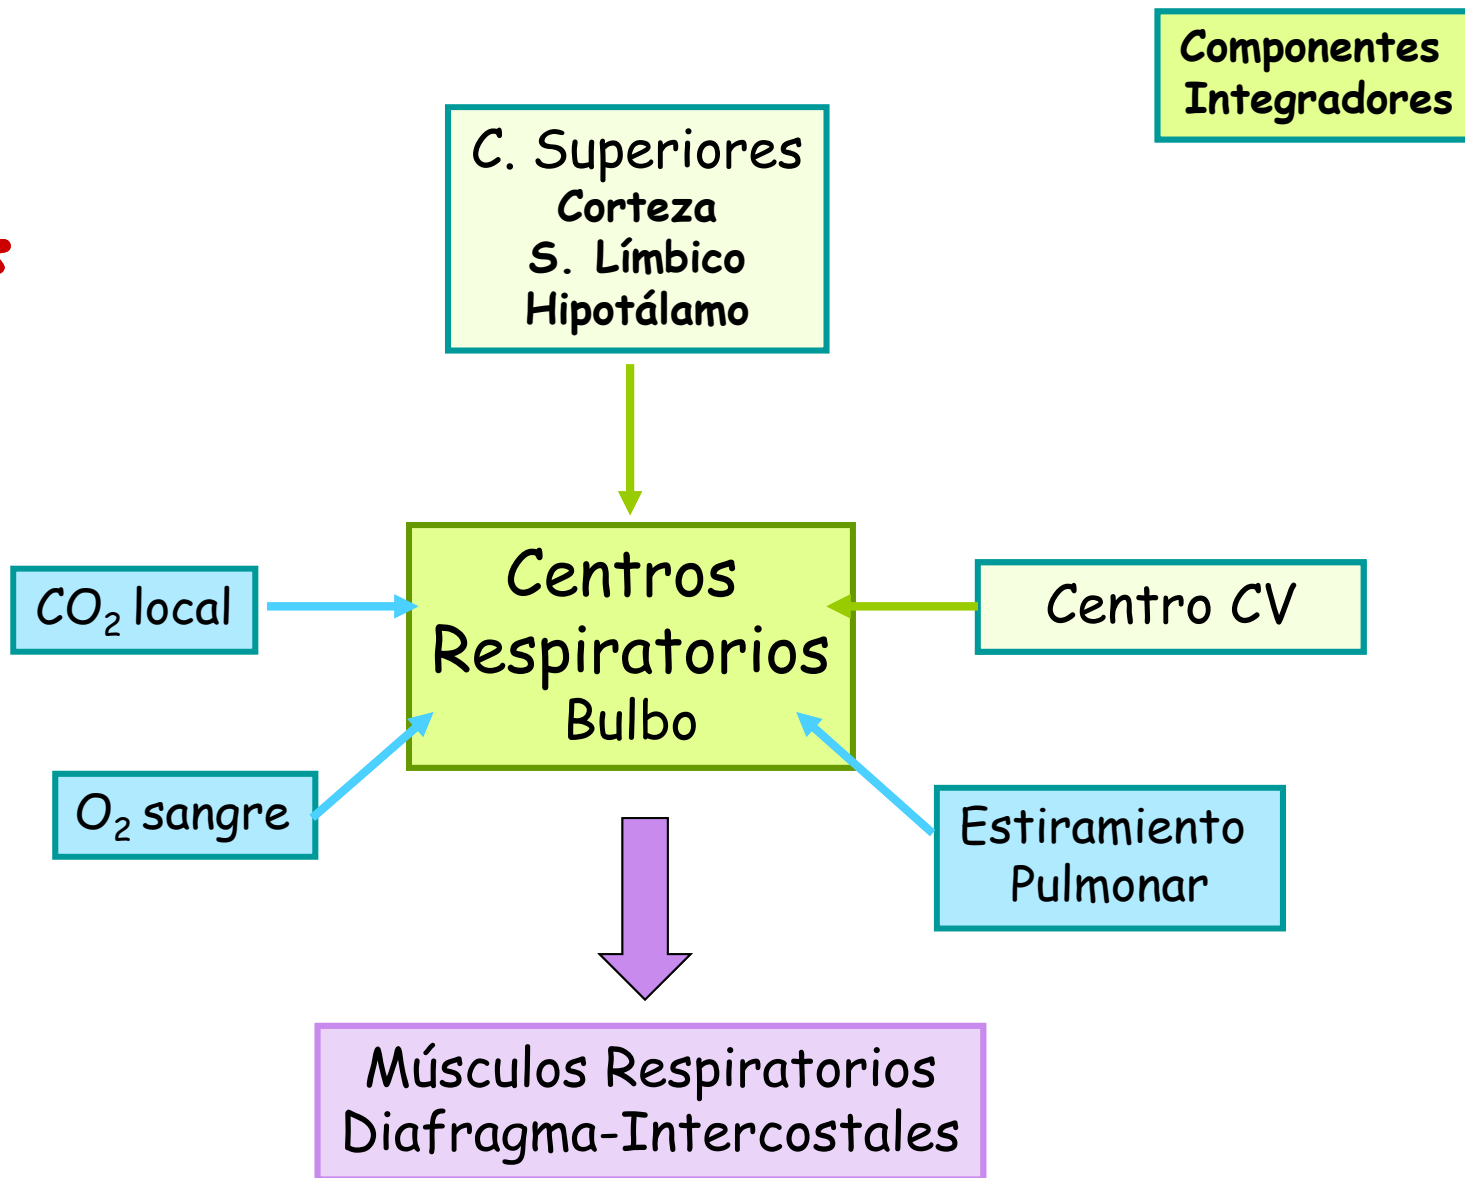 Componentes
Integradores
C. Superiores
Corteza
S. Límbico
Hipotálamo
Centros
Respiratorios
Bulbo
CO₂ local
Centro CV
O₂ sangre
Estiramiento
Pulmonar
Músculos Respiratorios
Diafragma-Intercostales